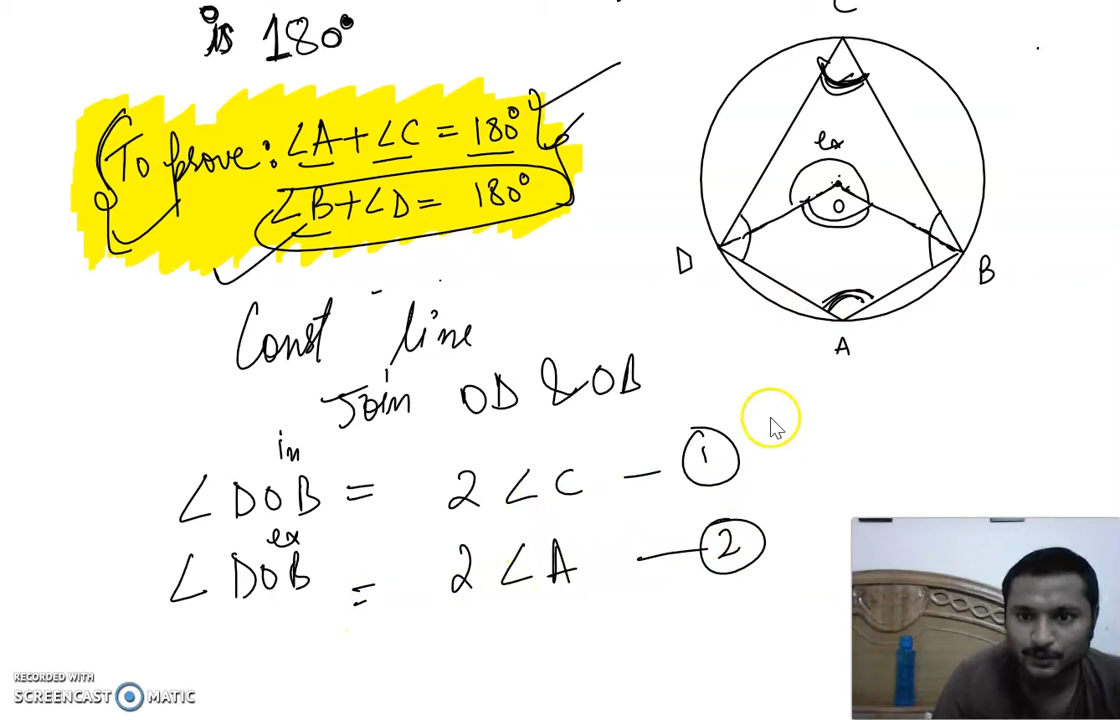 is 180°
To prove: ∠A + ∠C = 180°
∠B + ∠D = 180°
C
ex
O
D
B
A
Const line
Join OD & OB
in
∠DOB = 2∠C — 1
ex
∠DOB = 2∠A — 2
RECORDED WITH
SCREENCAST MATIC